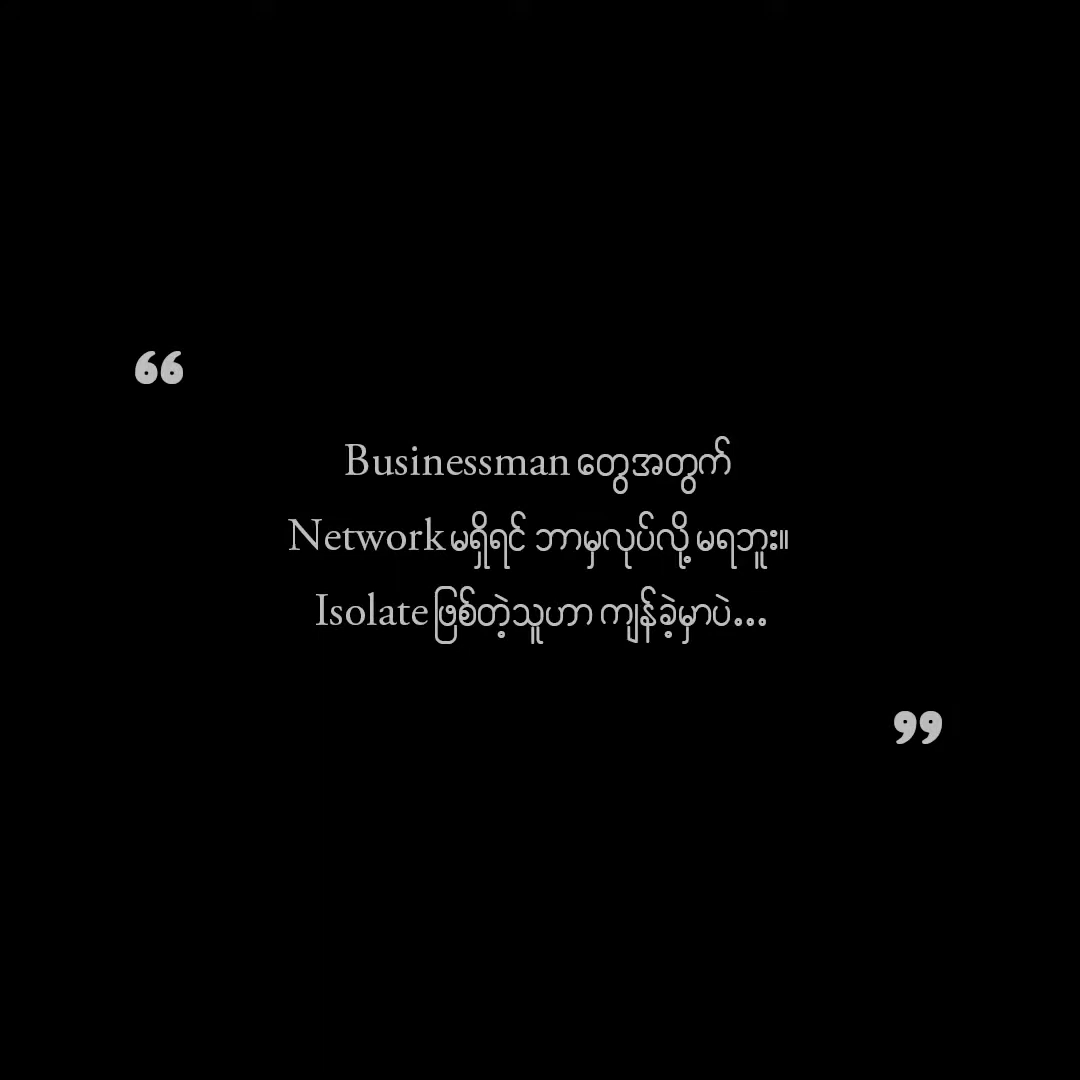 “
Businessman တွေအတွက်
Network မရှိရင် ဘာမှလုပ်လို့ မရဘူး။
Isolate ဖြစ်တဲ့သူဟာ ကျန်ခဲ့မှာပဲ...
”